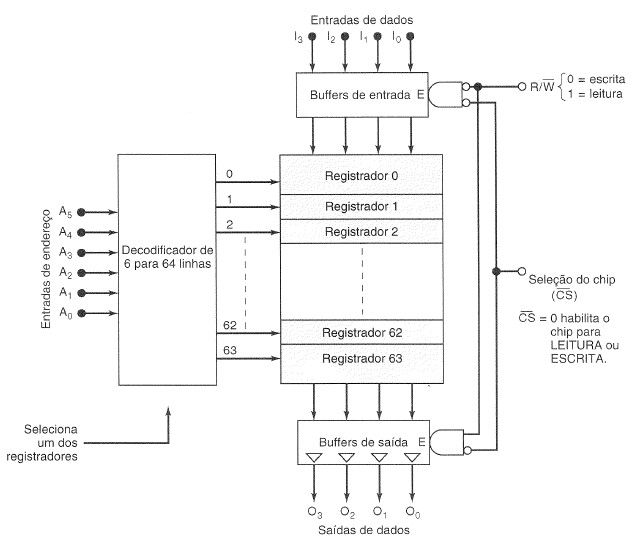 Entradas de dados
I3 I2 I1 I0
Buffers de entrada E
R/W̅ { 0 = escrita
1 = leitura
0
Registrador 0
1
Registrador 1
2
Registrador 2
Entradas de endereço
A5
A4
A3
A2
A1
A0
Decodificador de
6 para 64 linhas
Seleção do chip
(C̅S̅)
C̅S̅ = 0 habilita o
chip para
LEITURA ou
ESCRITA.
62
Registrador 62
63
Registrador 63
Seleciona
um dos
registradores
Buffers de saída E
O3 O2 O1 O0
Saídas de dados